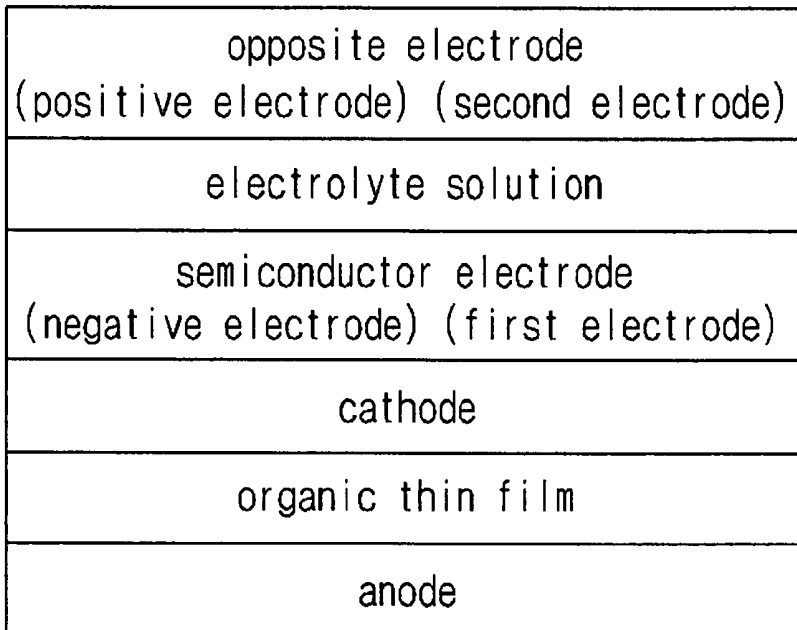 opposite electrode
(positive electrode) (second electrode)
electrolyte solution
semiconductor electrode
(negative electrode) (first electrode)
cathode
organic thin film
anode